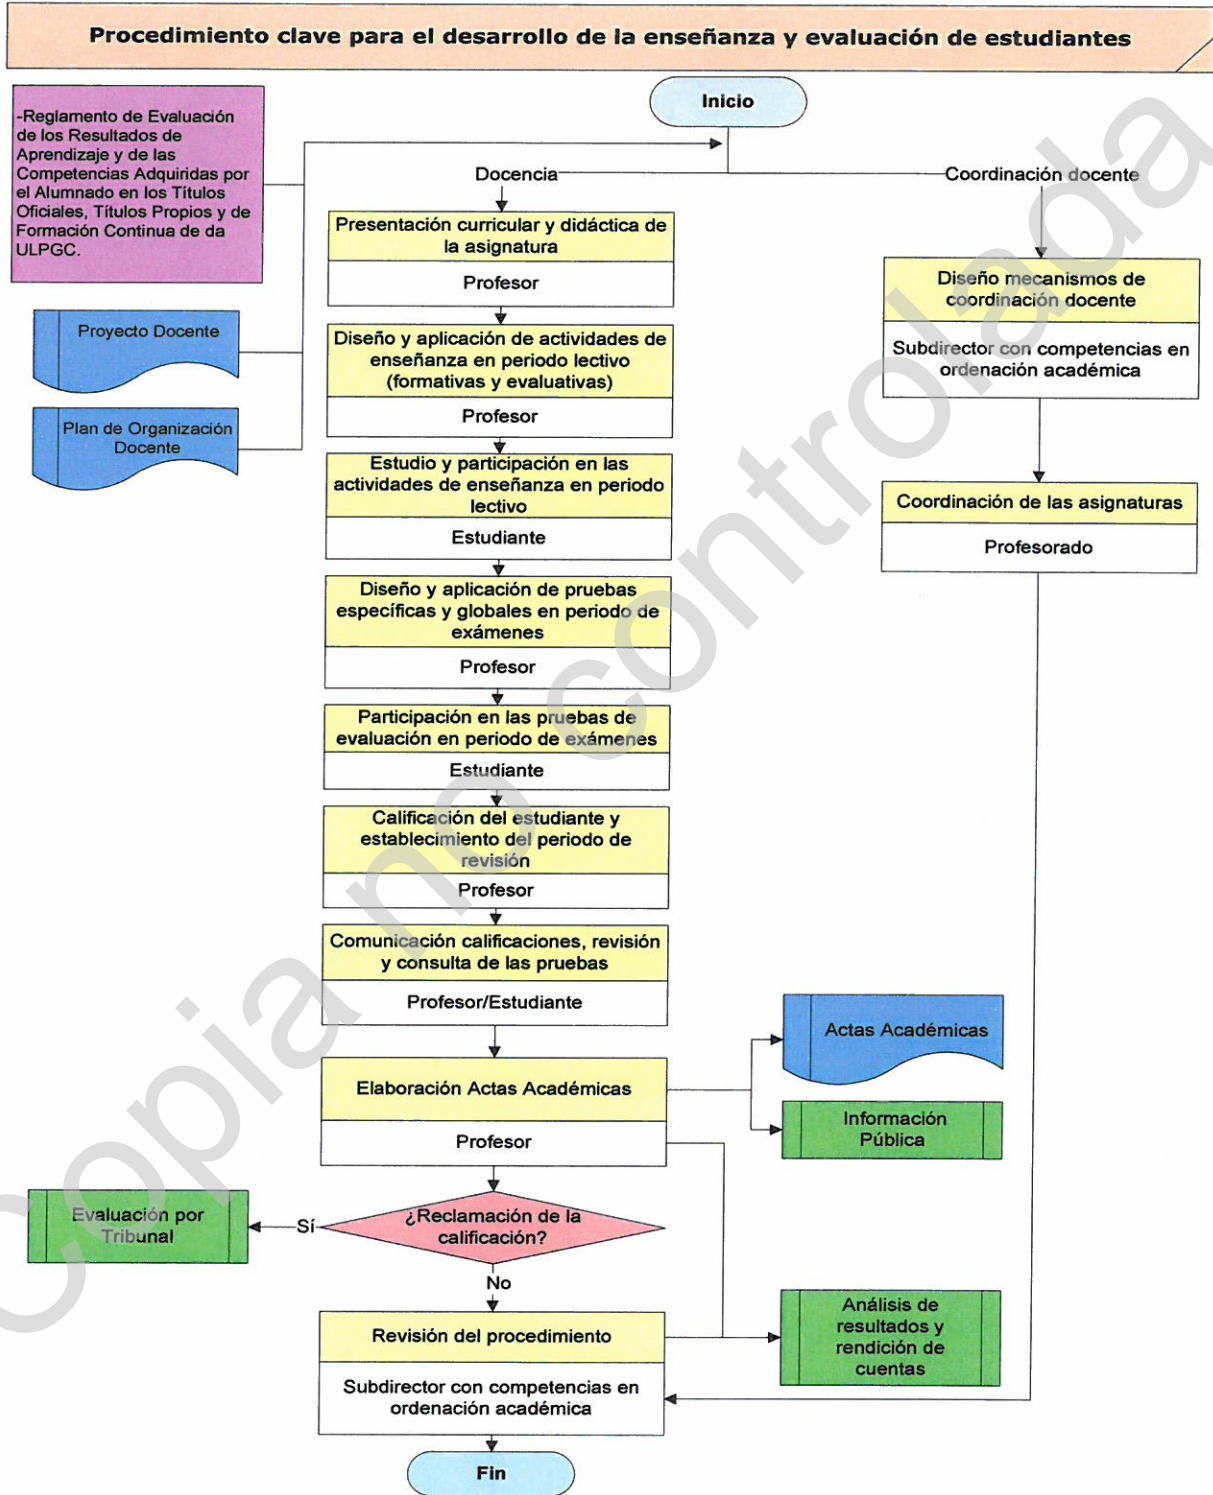 Procedimiento clave para el desarrollo de la enseñanza y evaluación de estudiantes
Inicio
-Reglamento de Evaluación
de los Resultados de
Aprendizaje y de las
Competencias Adquiridas por
el Alumnado en los Títulos
Oficiales, Títulos Propios y de
Formación Continua de da
ULPGC.
Proyecto Docente
Plan de Organización
Docente
Docencia
Coordinación docente
Presentación curricular y didáctica de
la asignatura
Profesor
Diseño y aplicación de actividades de
enseñanza en periodo lectivo
(formativas y evaluativas)
Profesor
Estudio y participación en las
actividades de enseñanza en periodo
lectivo
Estudiante
Diseño y aplicación de pruebas
específicas y globales en periodo de
exámenes
Profesor
Participación en las pruebas de
evaluación en periodo de exámenes
Estudiante
Calificación del estudiante y
establecimiento del periodo de
revisión
Profesor
Comunicación calificaciones, revisión
y consulta de las pruebas
Profesor/Estudiante
Elaboración Actas Académicas
Profesor
Diseño mecanismos de
coordinación docente
Subdirector con competencias en
ordenación académica
Coordinación de las asignaturas
Profesorado
Actas Académicas
Información
Pública
¿Reclamación de la
calificación?
Sí
Evaluación por
Tribunal
No
Revisión del procedimiento
Subdirector con competencias en
ordenación académica
Análisis de
resultados y
rendición de
cuentas
Fin
Copia no controlada